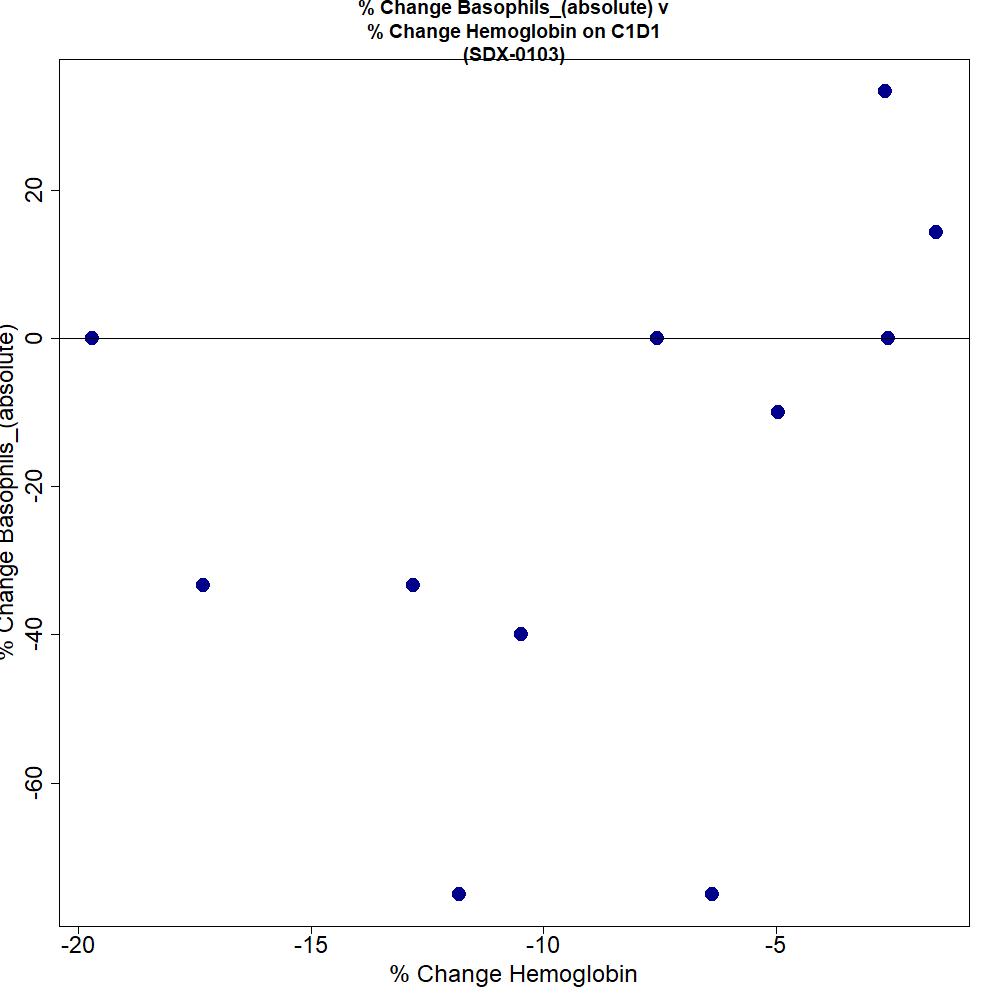 % Change Basophils_(absolute) v
% Change Hemoglobin on C1D1
(SDX-0103)
% Change Basophils_(absolute)
20
0
-20
-40
-60
-20
-15
-10
-5
% Change Hemoglobin